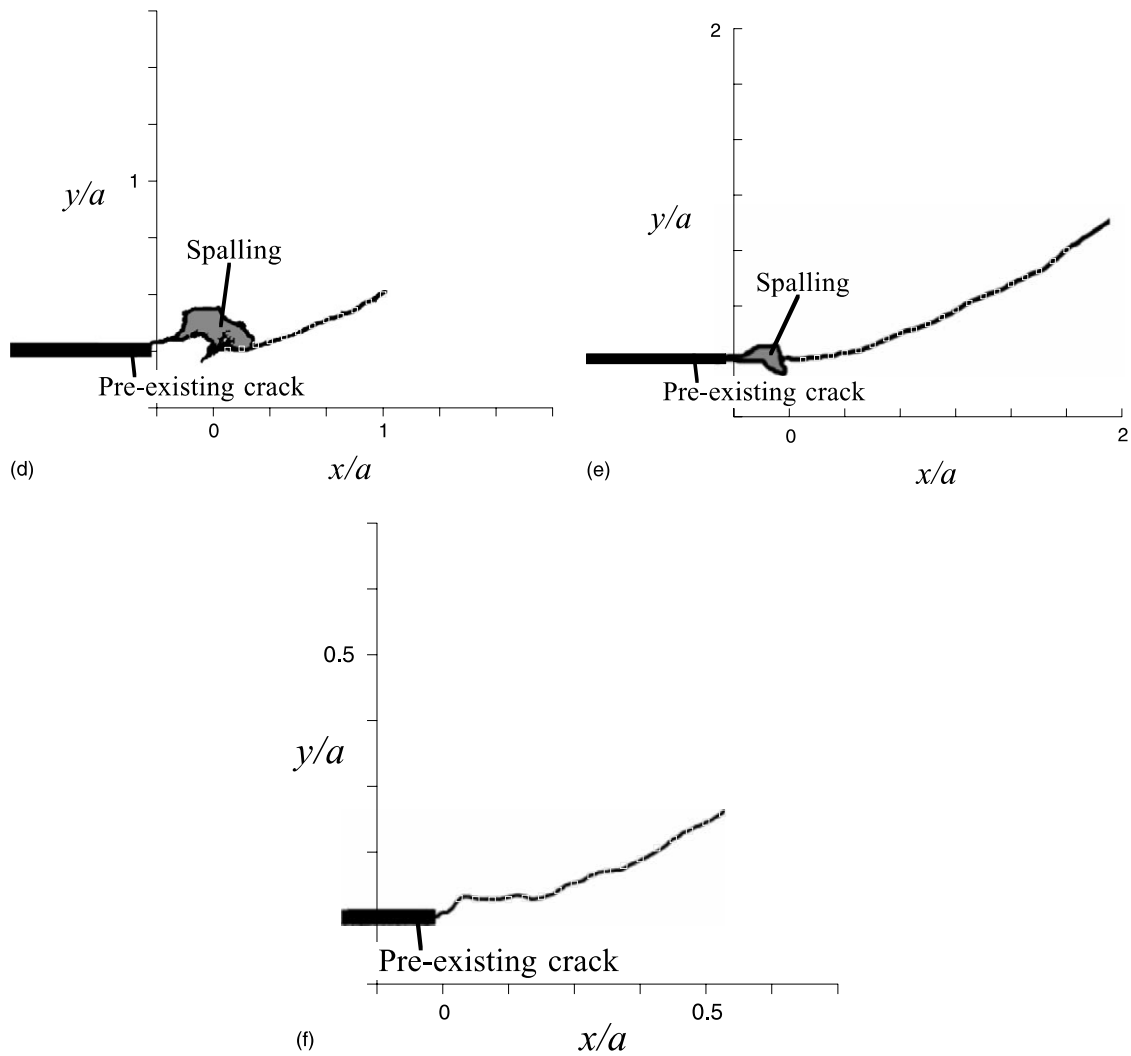 y/a
1
Spalling
Pre-existing crack
0
1
x/a
(d)
2
y/a
Spalling
Pre-existing crack
0
2
x/a
(e)
0.5
y/a
Pre-existing crack
0
0.5
x/a
(f)